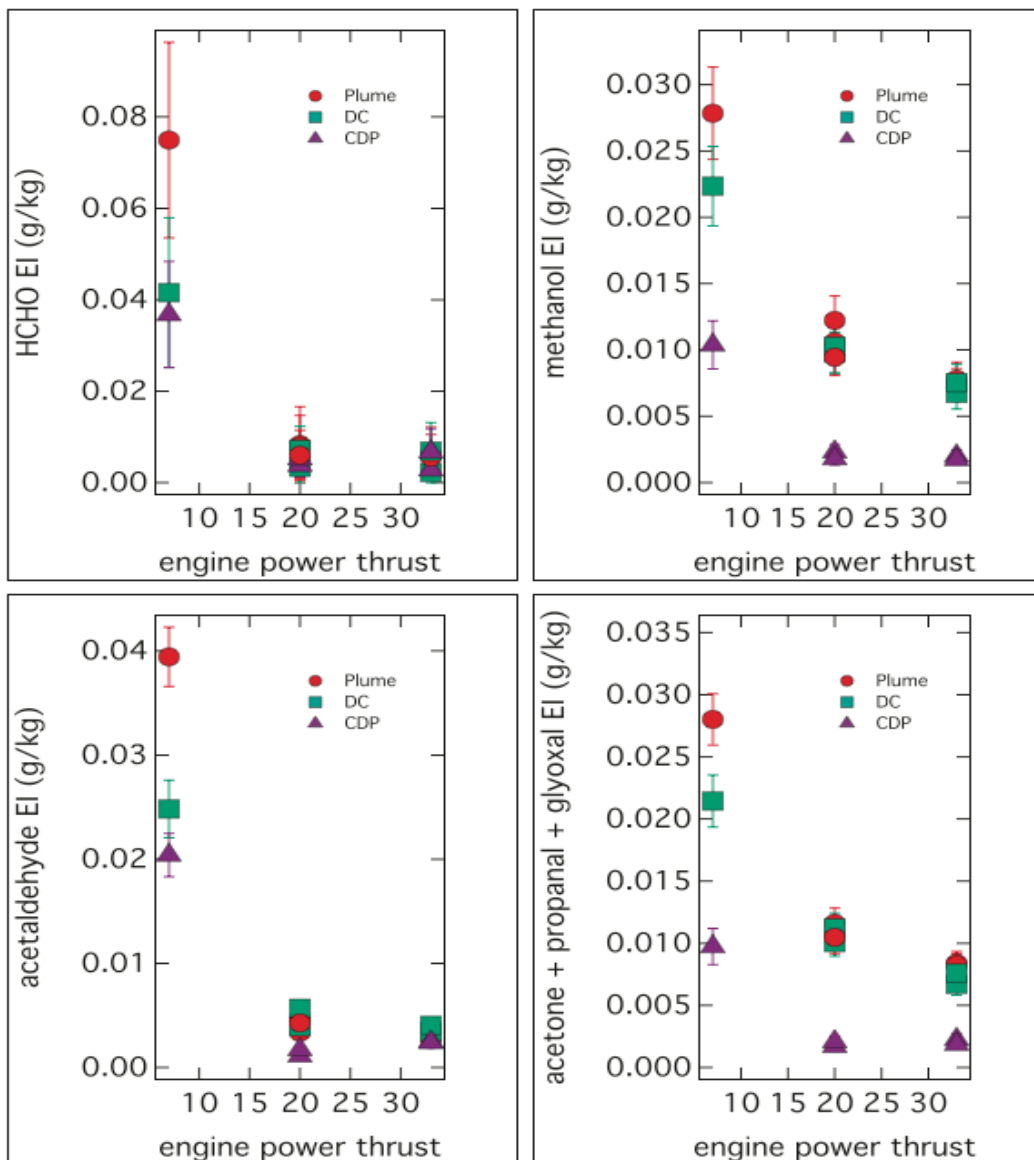 HCHO EI (g/kg)
0.08
0.06
0.04
0.02
0.00
Plume
DC
CDP
10 20 25 30
engine power thrust
methanol EI (g/kg)
0.030
0.025
0.020
0.015
0.010
0.005
0.000
Plume
DC
CDP
10 20 25 30
engine power thrust
acetaldehyde EI (g/kg)
0.04
0.03
0.02
0.01
0.00
Plume
DC
CDP
10 20 25 30
engine power thrust
acetone + propanal + glyoxal EI (g/kg)
0.035
0.030
0.025
0.020
0.015
0.010
0.005
0.000
Plume
DC
CDP
10 20 25 30
engine power thrust